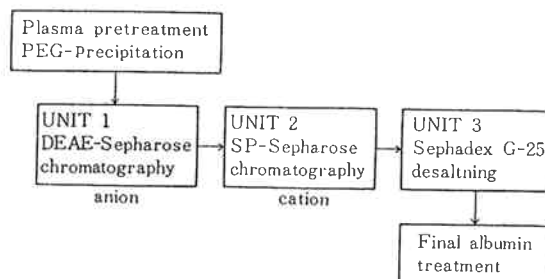 Plasma pretreatment
PEG-Precipitation
UNIT 1
DEAE-Sepharose
chromatography
anion
UNIT 2
SP-Sepharose
chromatography
cation
UNIT 3
Sephadex G-25
desaltning
Final albumin
treatment